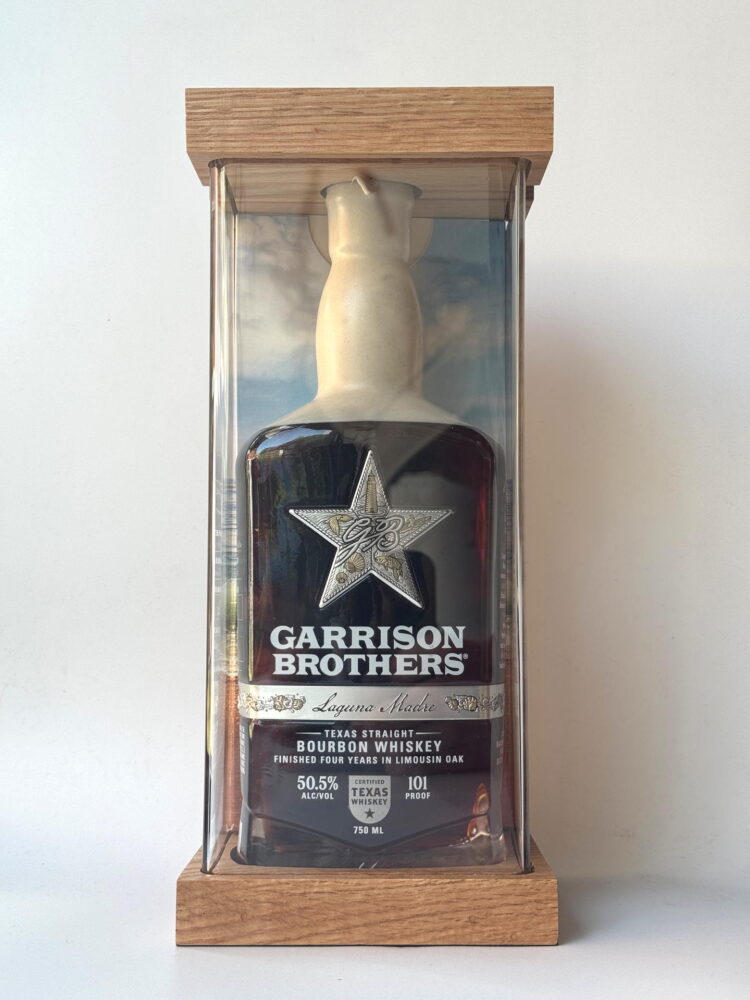 GB
GARRISON
BROTHERS®
Laguna Madre
TEXAS STRAIGHT
BOURBON WHISKEY
FINISHED FOUR YEARS IN LIMOUSIN OAK
50.5%
ALC/VOL
CERTIFIED
TEXAS
WHISKEY
101
PROOF
750 ML